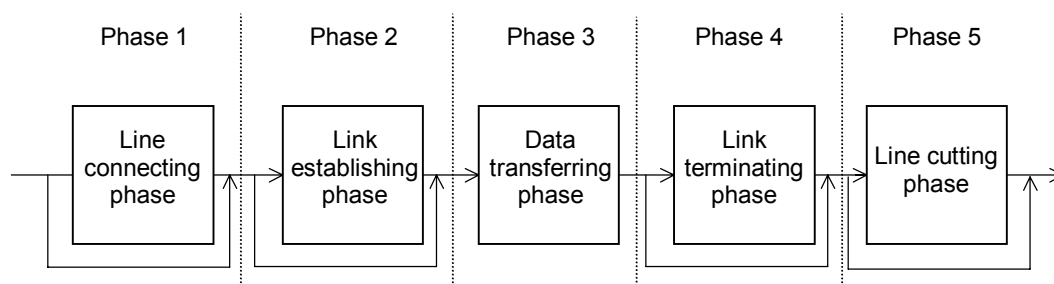 Phase 1
Phase 2
Phase 3
Phase 4
Phase 5
Line
connecting
phase
Link
establishing
phase
Data
transferring
phase
Link
terminating
phase
Line cutting
phase